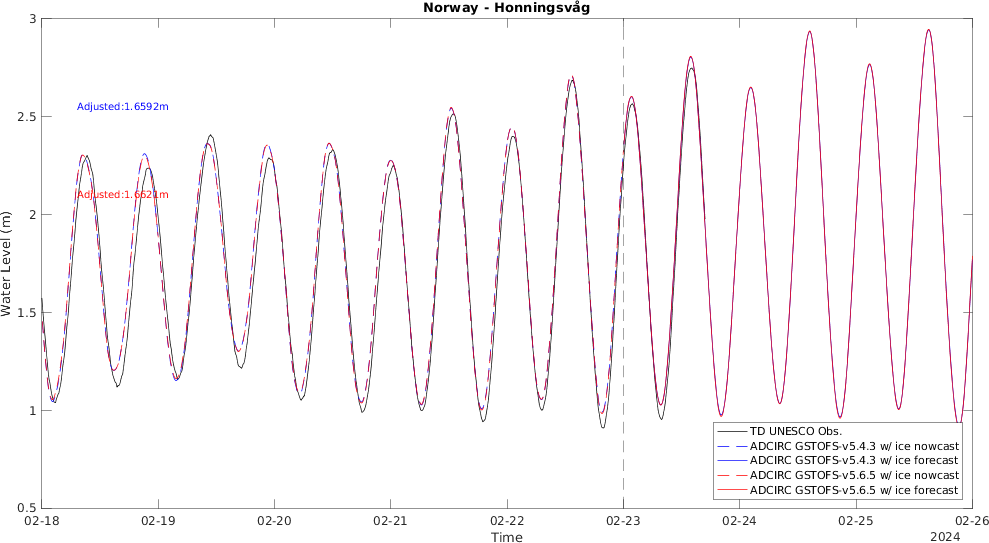 Norway - Honningsvåg
3
2.5
2
1.5
1
0.5
Water Level (m)
Adjusted:1.6592m
Adjusted:1.6621m
TD UNESCO Obs.
ADCIRC GSTOFS-v5.4.3 w/ ice nowcast
ADCIRC GSTOFS-v5.4.3 w/ ice forecast
ADCIRC GSTOFS-v5.6.5 w/ ice nowcast
ADCIRC GSTOFS-v5.6.5 w/ ice forecast
02-18 02-19 02-20 02-21 02-22 02-23 02-24 02-25 02-26
Time
2024